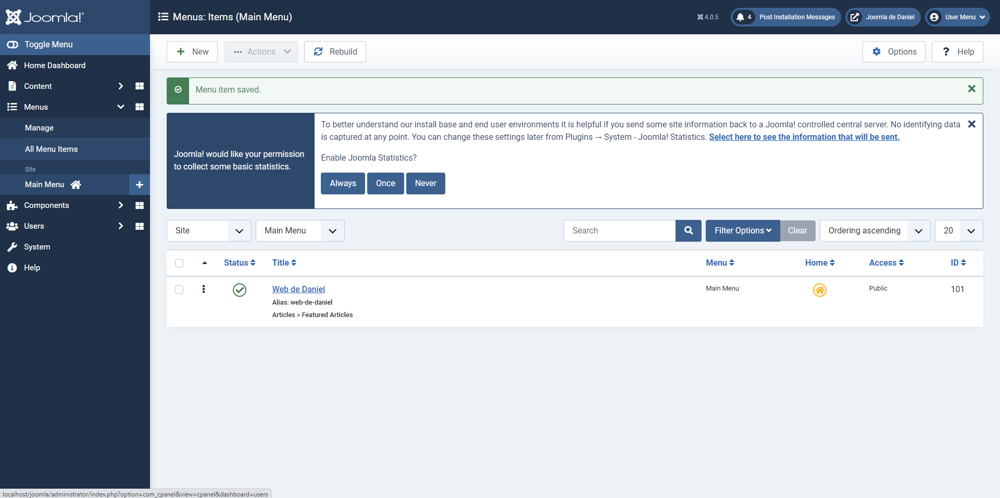 Joomla!
Menus: Items (Main Menu)
4.0.5
4 Post Installation Messages
Joomla de Daniel
User Menu
Toggle Menu
Home Dashboard
Content
Menus
Manage
All Menu Items
Site
Main Menu
Components
Users
System
Help
New
Actions
Rebuild
Options
? Help
Menu item saved.
Joomla! would like your permission
to collect some basic statistics.
To better understand our install base and end user environments it is helpful if you send some site information back to a Joomla! controlled central server. No identifying data
is captured at any point. You can change these settings later from Plugins → System - Joomla! Statistics. Select here to see the information that will be sent.
Enable Joomla Statistics?
Always Once Never
Site
Main Menu
Search
Filter Options
Clear
Ordering ascending
20
Status Title Menu Home Access ID
Web de Daniel Main Menu Public 101
Alias: web-de-daniel
Articles » Featured Articles
localhost/joomla/administrator/index.php?option=com_cpanel&view=cpanel&dashboard=users